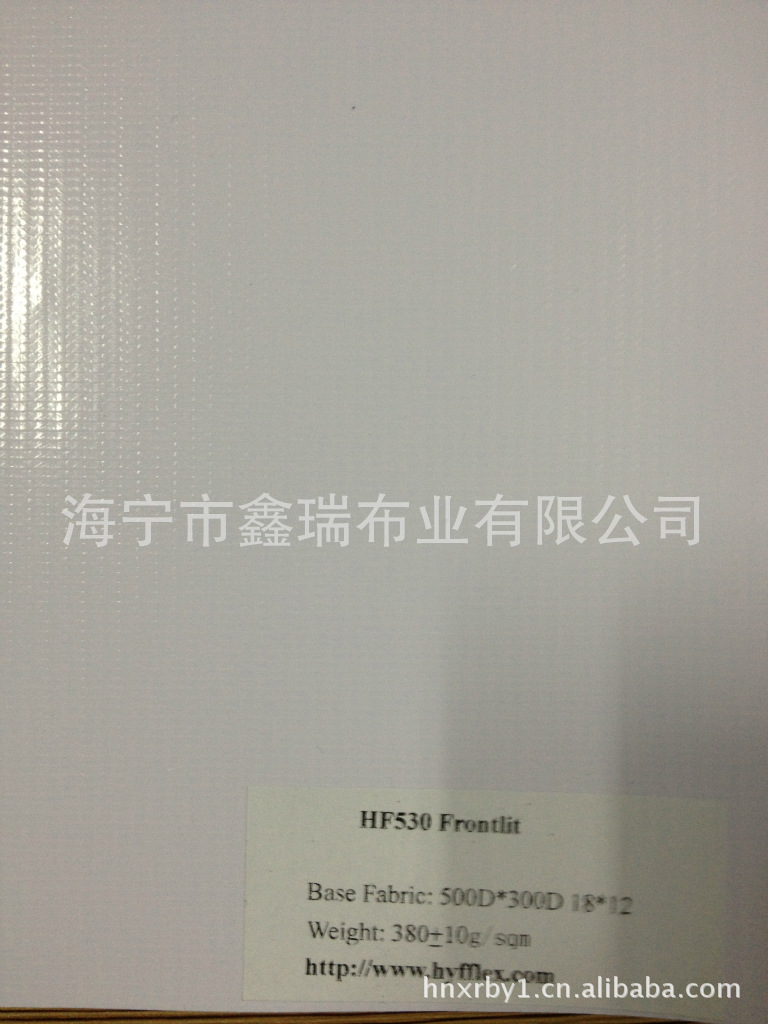 海宁市鑫瑞布业有限公司
HF530 Frontlit
Base Fabric: 500D*300D 18*12
Weight: 380±10g/sqm
http://www.hyfflex.com
hnxrby1.cn.alibaba.com